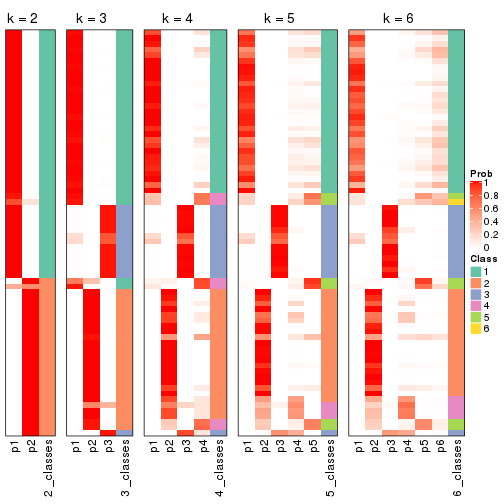 k = 2
k = 3
k = 4
k = 5
k = 6
p1
p2
2_classes
p1
p2
p3
3_classes
p1
p2
p3
p4
4_classes
p1
p2
p3
p4
p5
5_classes
p1
p2
p3
p4
p5
p6
6_classes
Prob
1
0.8
0.6
0.4
0.2
0
Class
1
2
3
4
5
6